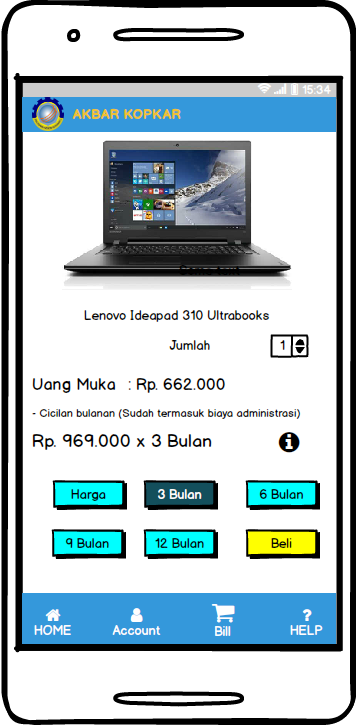 15:34
AKBAR KOPKAR
Lenovo Ideapad 310 Ultrabooks
Jumlah 1
Uang Muka : Rp. 662.000
- Cicilan bulanan (Sudah termasuk biaya administrasi)
Rp. 969.000 x 3 Bulan
Harga 3 Bulan 6 Bulan
9 Bulan 12 Bulan Beli
HOME Account Bill HELP